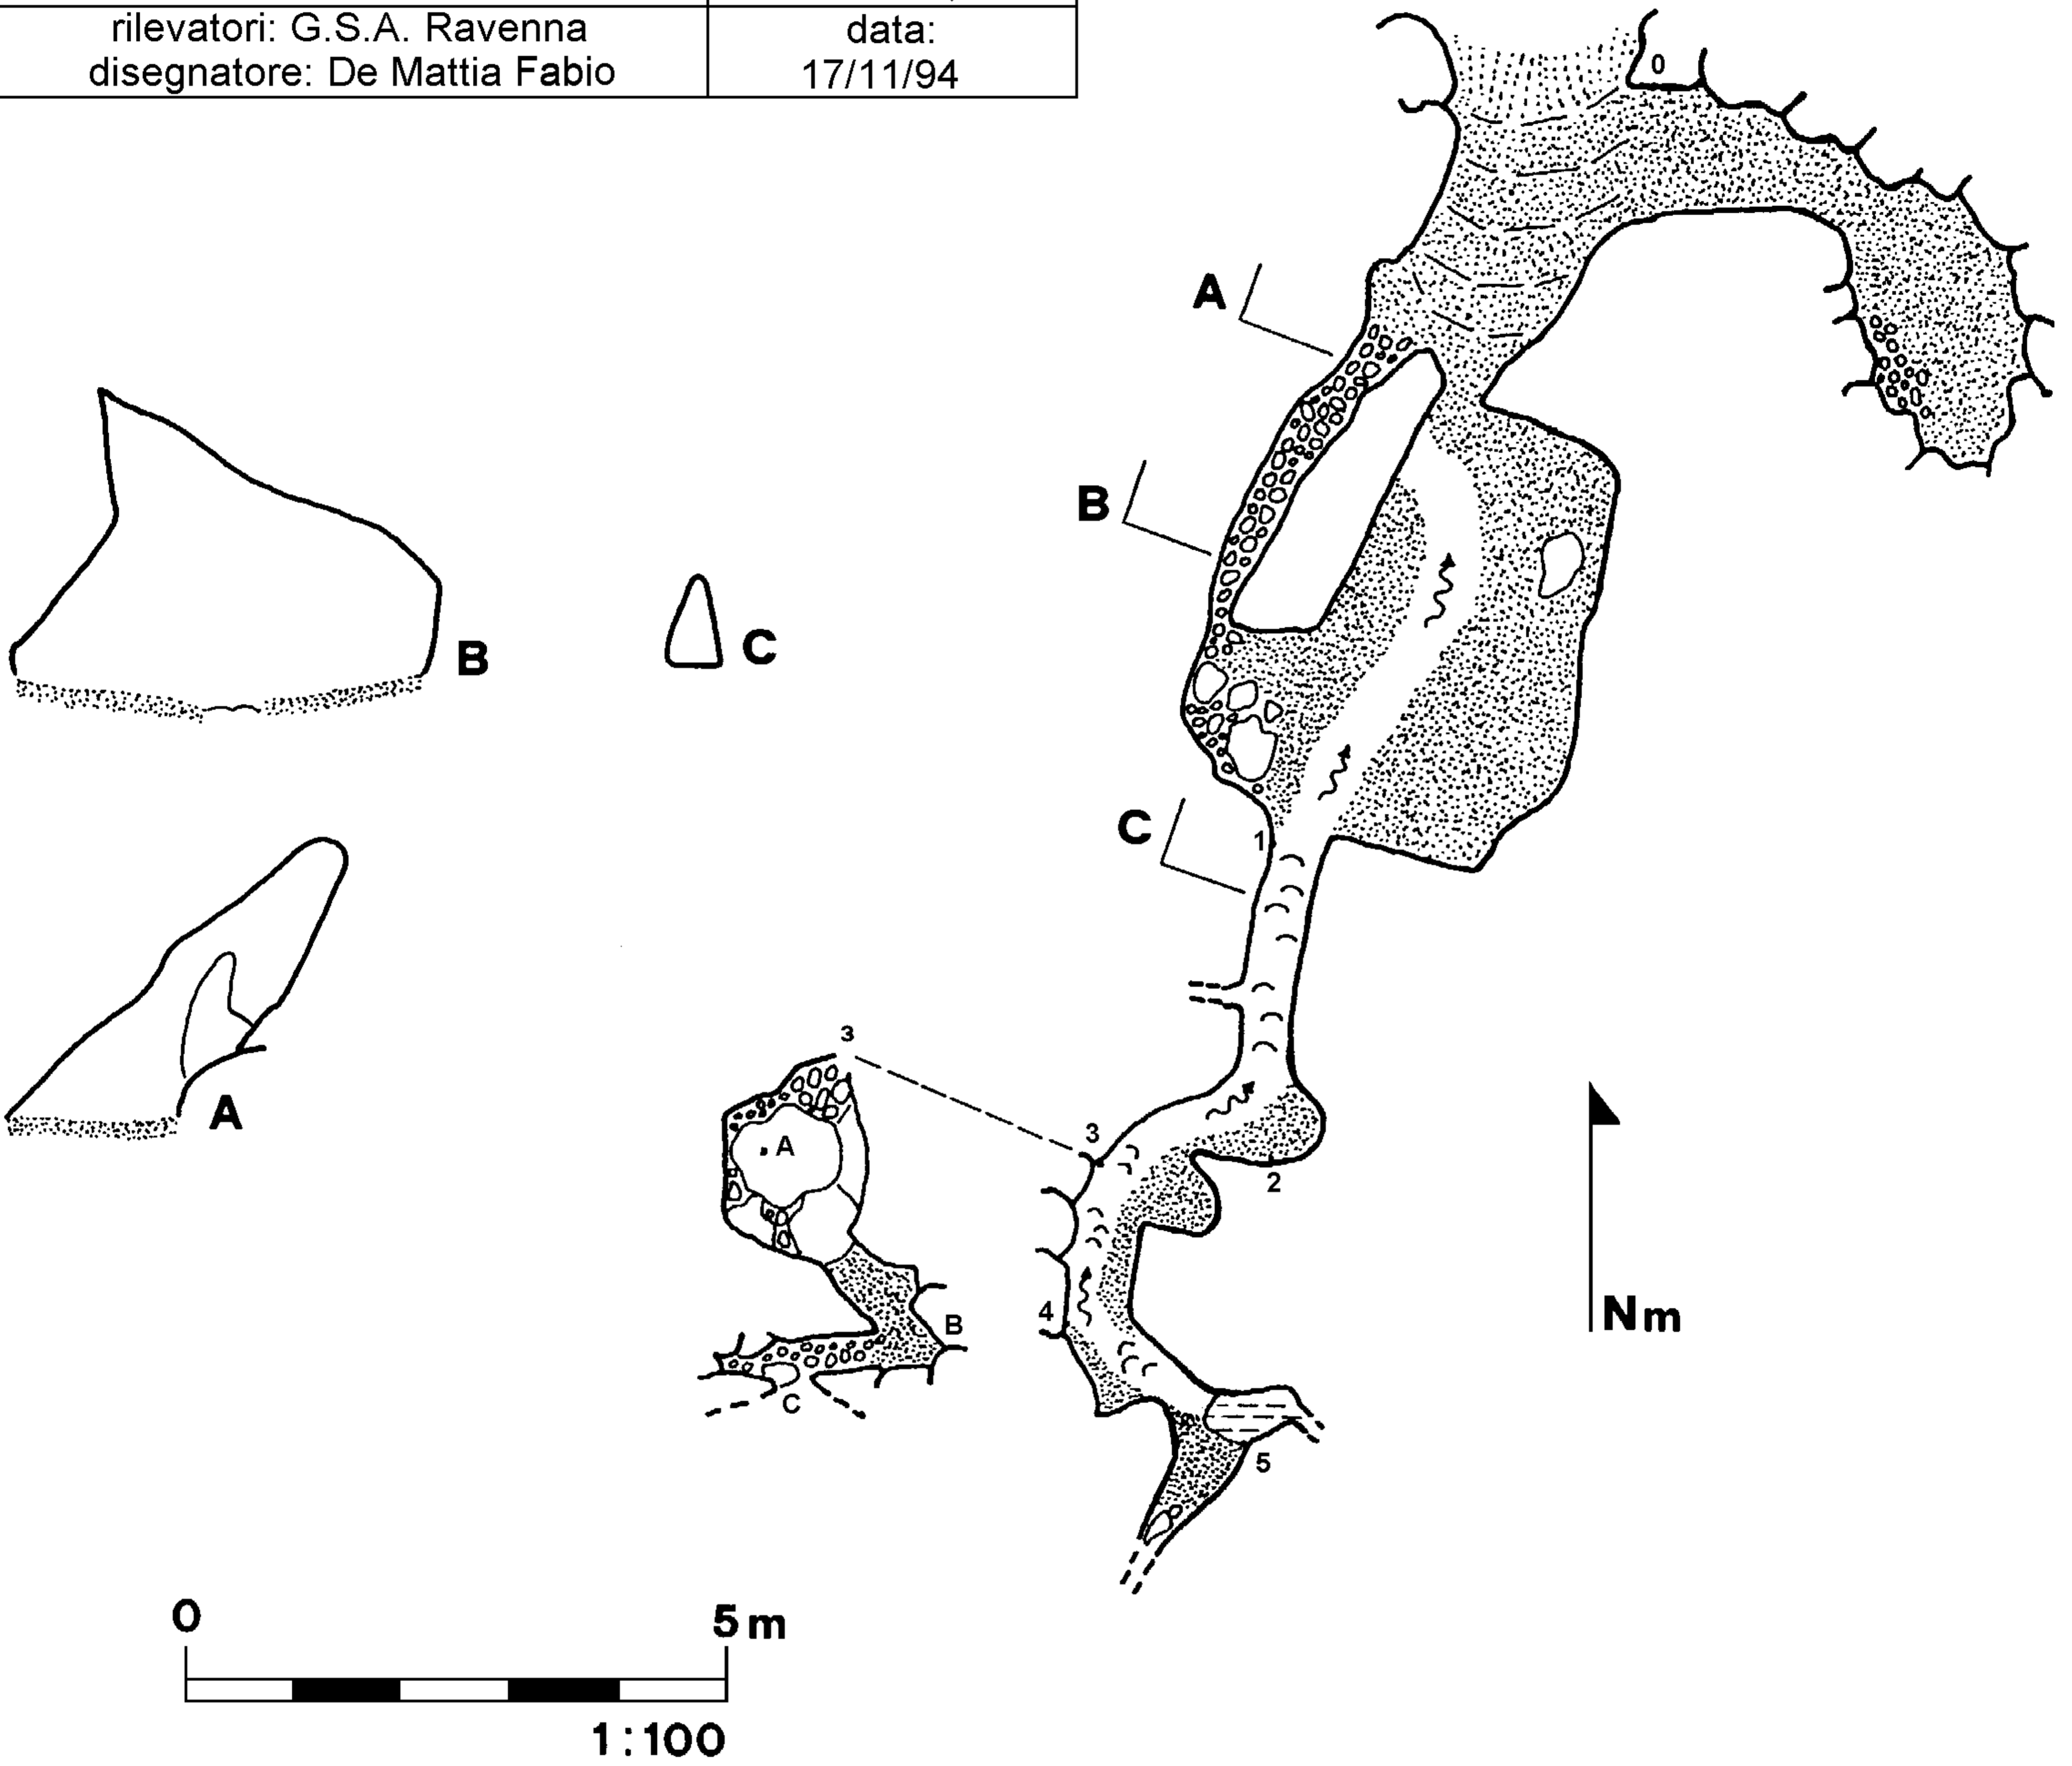 rilevatori: G.S.A. Ravenna
disegnatore: De Mattia Fabio
data:
17/11/94
0
A
B
C
1
B
C
A
3
A
B
C
3
2
4
5
Nm
0
5 m
1:100